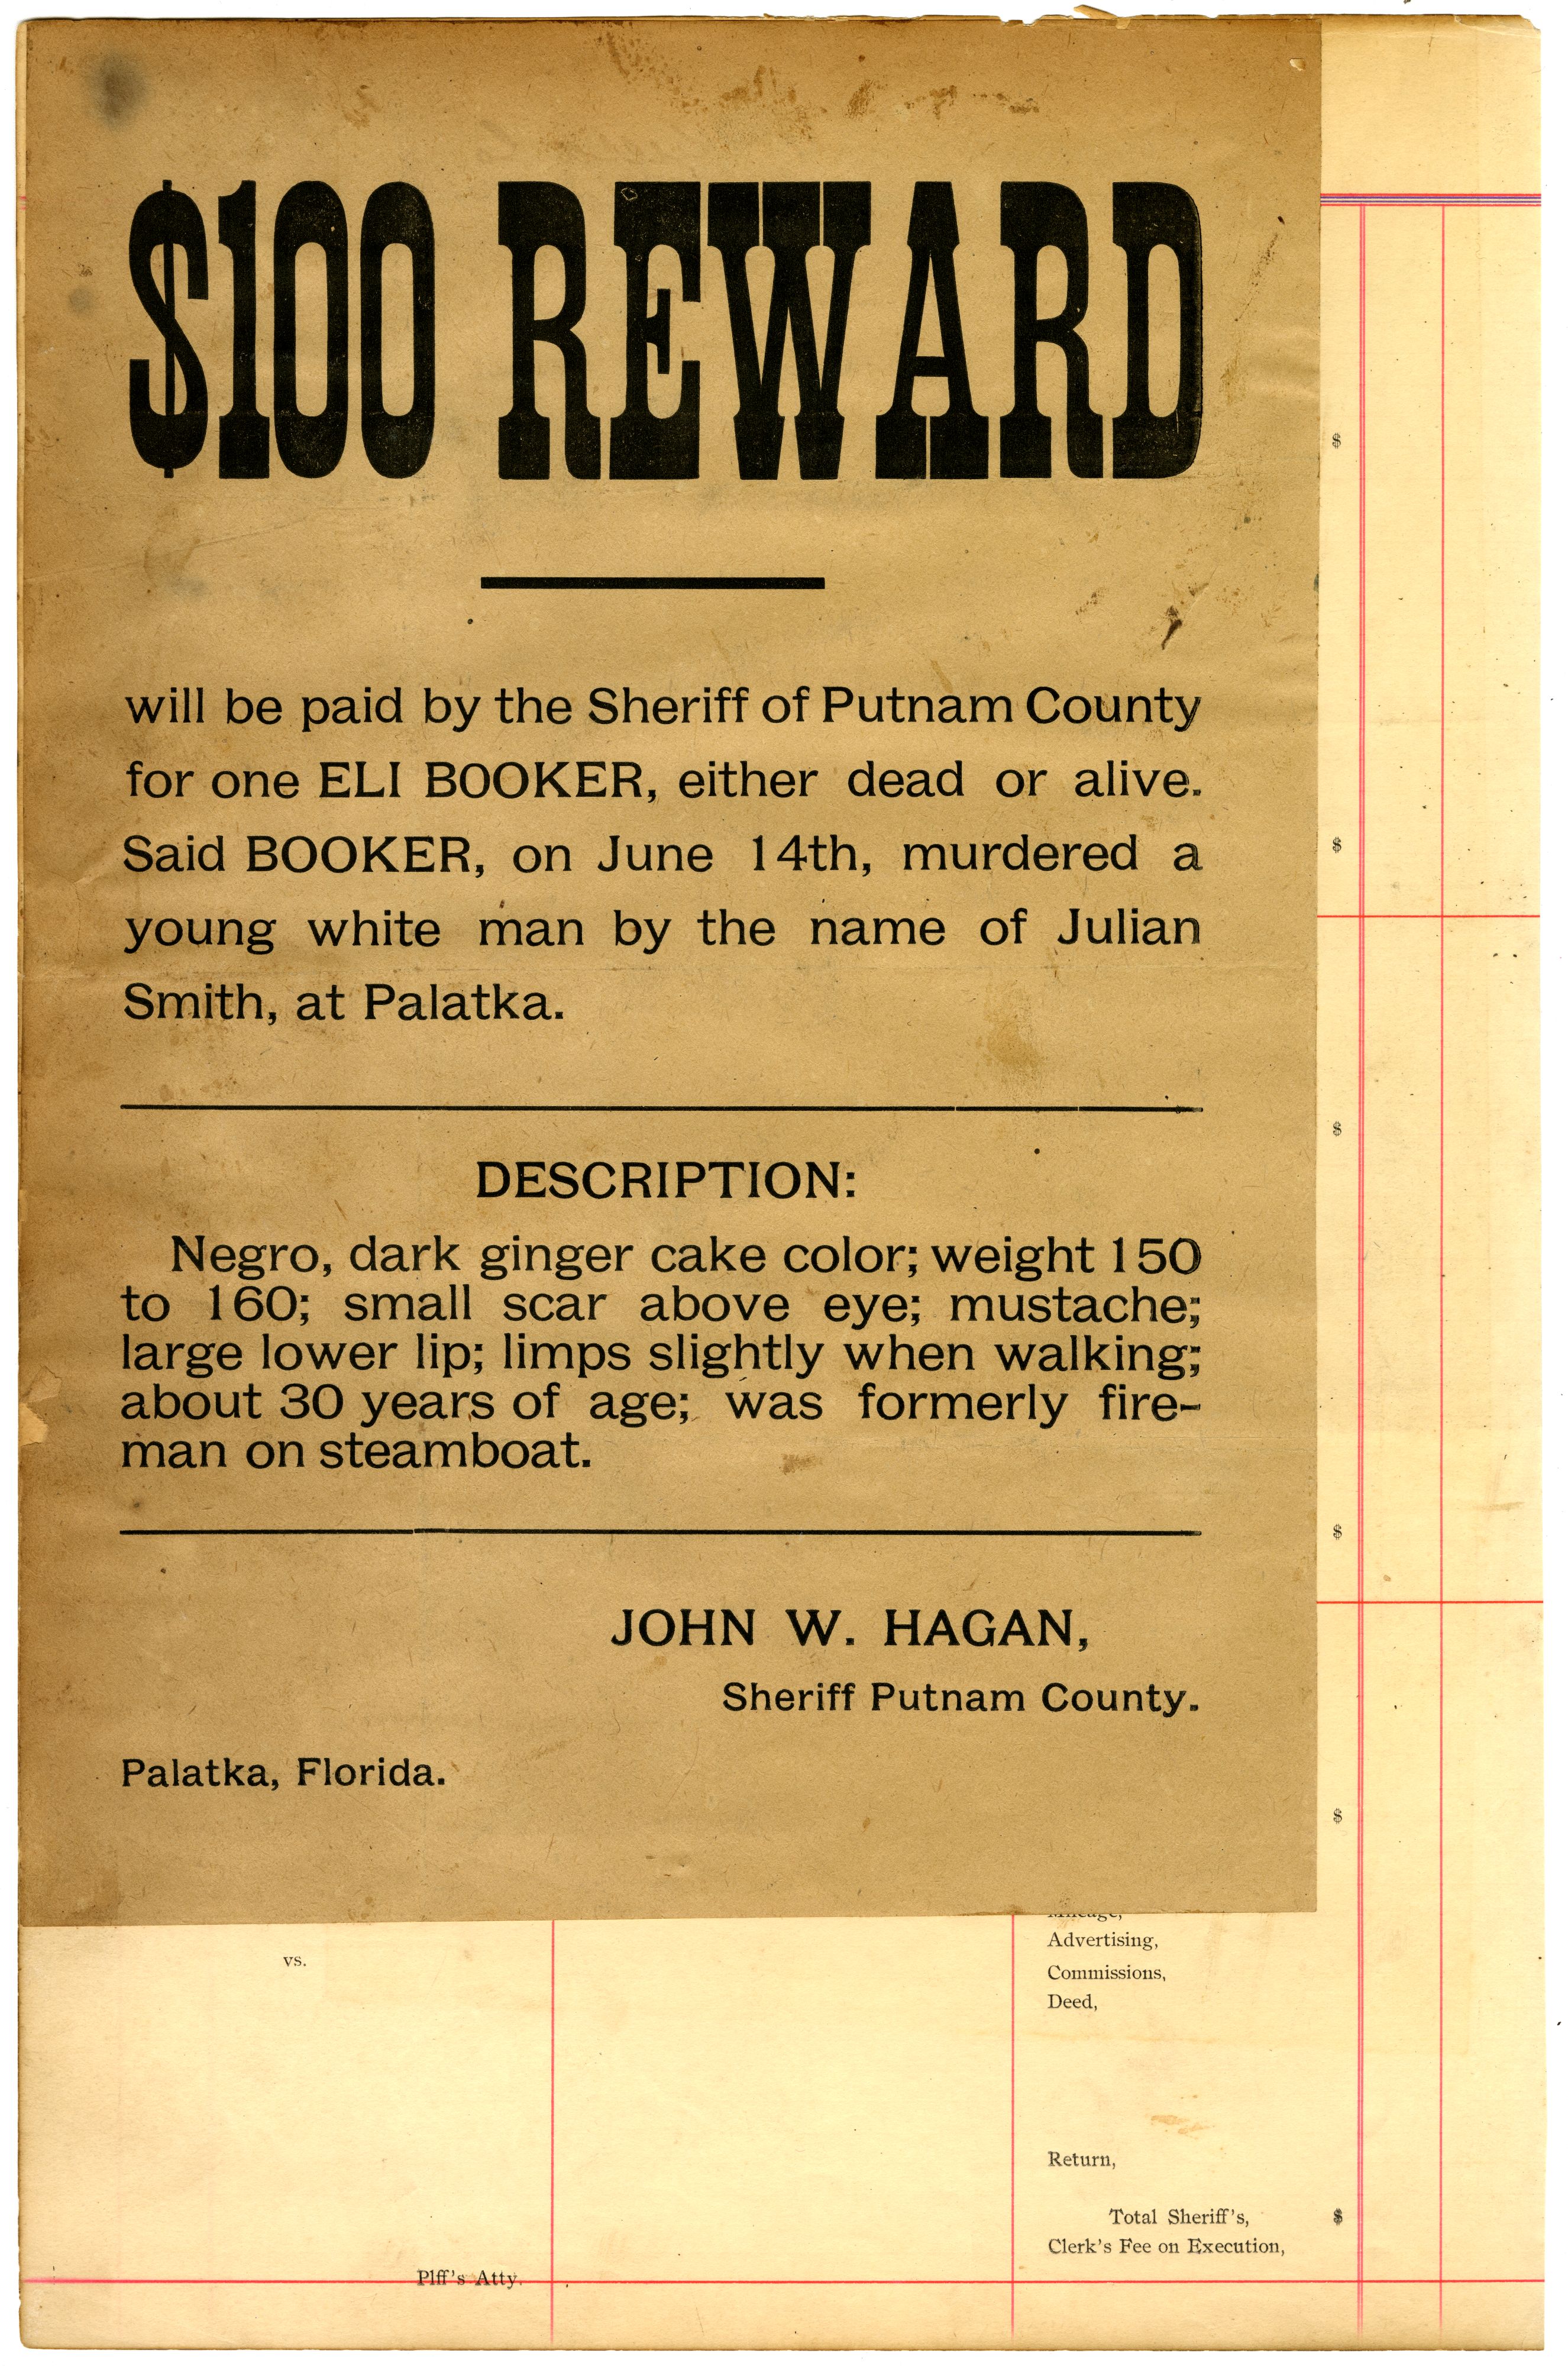 $100 REWARD
will be paid by the Sheriff of Putnam County
for one ELI BOOKER, either dead or alive.
Said BOOKER, on June 14th, murdered a
young white man by the name of Julian
Smith, at Palatka.
DESCRIPTION:
Negro, dark ginger cake color; weight 150
to 160; small scar above eye; mustache;
large lower lip; limps slightly when walking;
about 30 years of age; was formerly fire-
man on steamboat.
JOHN W. HAGAN,
Sheriff Putnam County.
Palatka, Florida.
$
$
$
$
$
Mileage,
vs.
Advertising,
Commissions,
Deed,
Return,
Total Sheriff's, $
Clerk's Fee on Execution,
Plff's Atty.